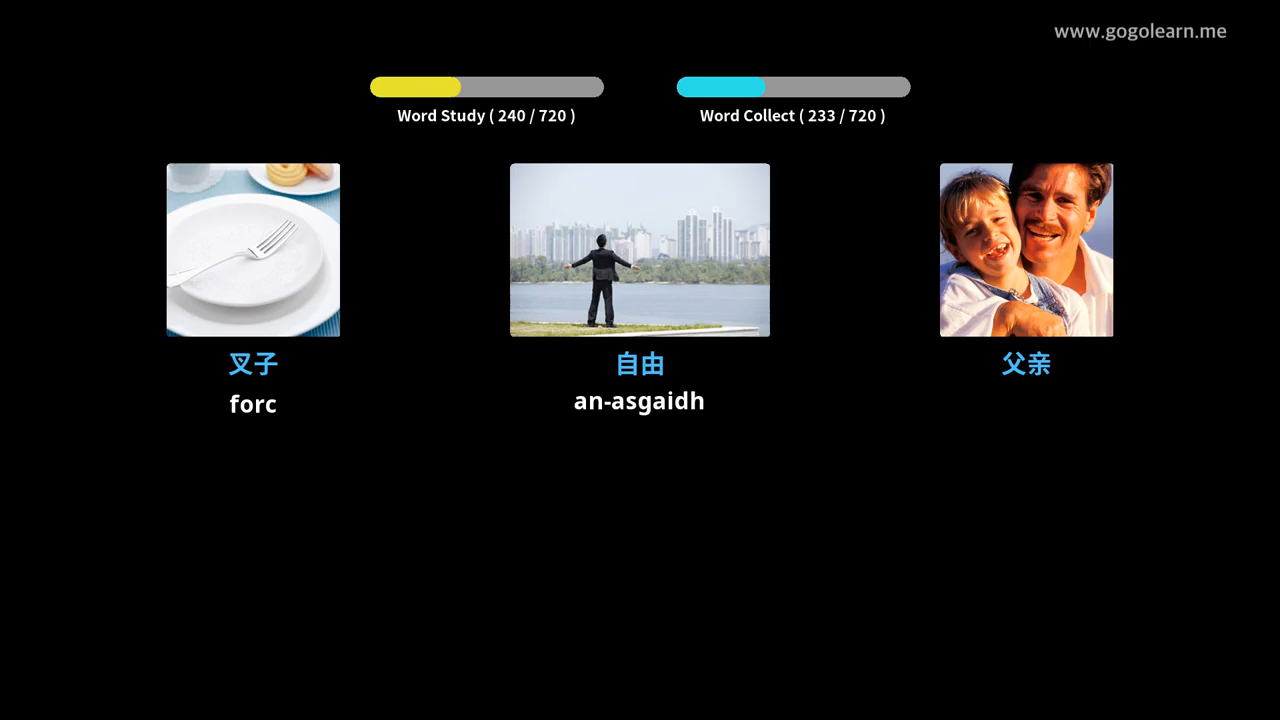 www.gogolearn.me
Word Study ( 240 / 720 )
Word Collect ( 233 / 720 )
叉子
自由
父亲
forc
an-asgaidh